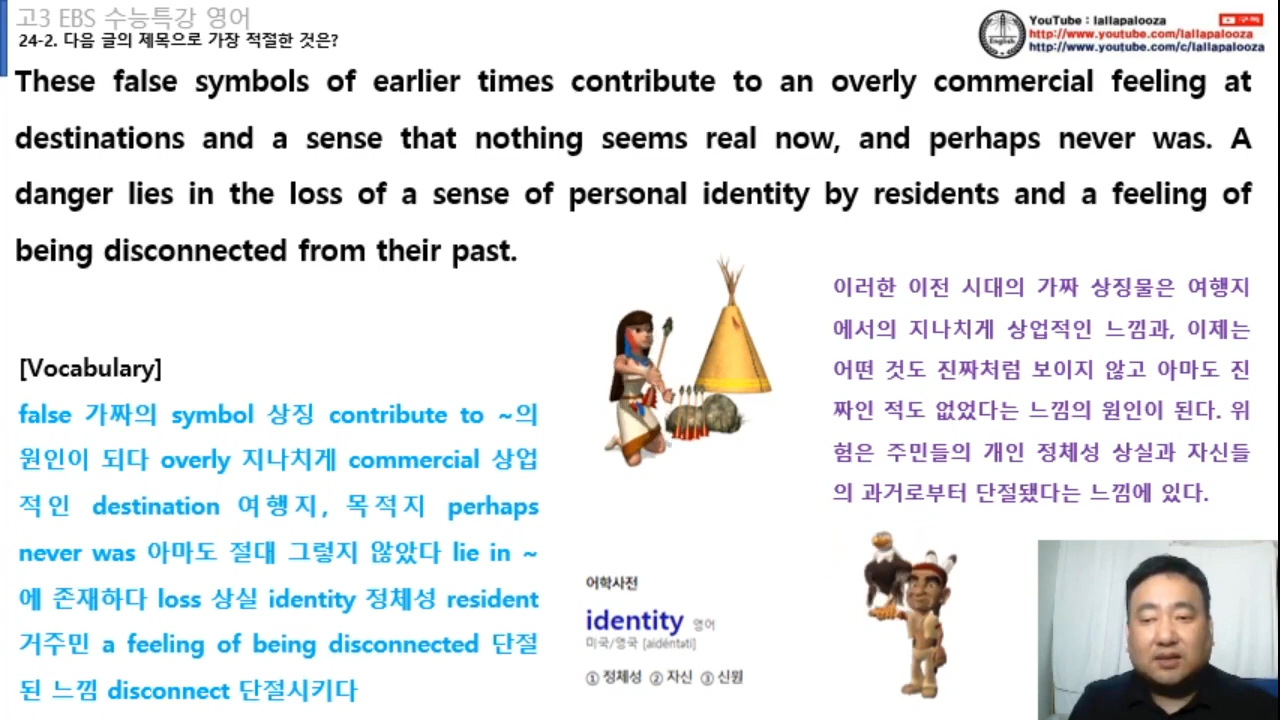 고3 EBS 수능특강 영어
24-2. 다음 글의 제목으로 가장 적절한 것은?
YouTube : lallapalooza
구독
http://www.youtube.com/lallapalooza
http://www.youtube.com/c/lallapalooza
English
These false symbols of earlier times contribute to an overly commercial feeling at
destinations and a sense that nothing seems real now, and perhaps never was. A
danger lies in the loss of a sense of personal identity by residents and a feeling of
being disconnected from their past.
이러한 이전 시대의 가짜 상징물은 여행지
에서의 지나치게 상업적인 느낌과, 이제는
어떤 것도 진짜처럼 보이지 않고 아마도 진
짜인 적도 없었다는 느낌의 원인이 된다. 위
험은 주민들의 개인 정체성 상실과 자신들
의 과거로부터 단절됐다는 느낌에 있다.
[Vocabulary]
false 가짜의 symbol 상징 contribute to ~의
원인이 되다 overly 지나치게 commercial 상업
적인 destination 여행지, 목적지 perhaps
never was 아마도 절대 그렇지 않았다 lie in ~
에 존재하다 loss 상실 identity 정체성 resident
거주민 a feeling of being disconnected 단절
된 느낌 disconnect 단절시키다
어학사전
identity 영어
미국/영국 [aidéntəti]
① 정체성 ② 자신 ③ 신원